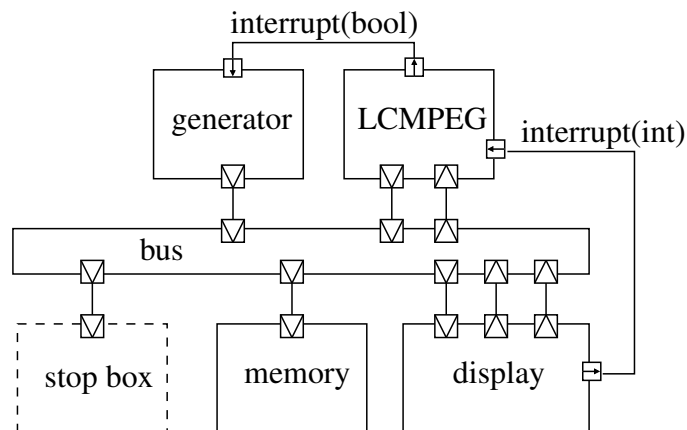 interrupt(bool)
generator
LCMPEG
interrupt(int)
bus
stop box
memory
display